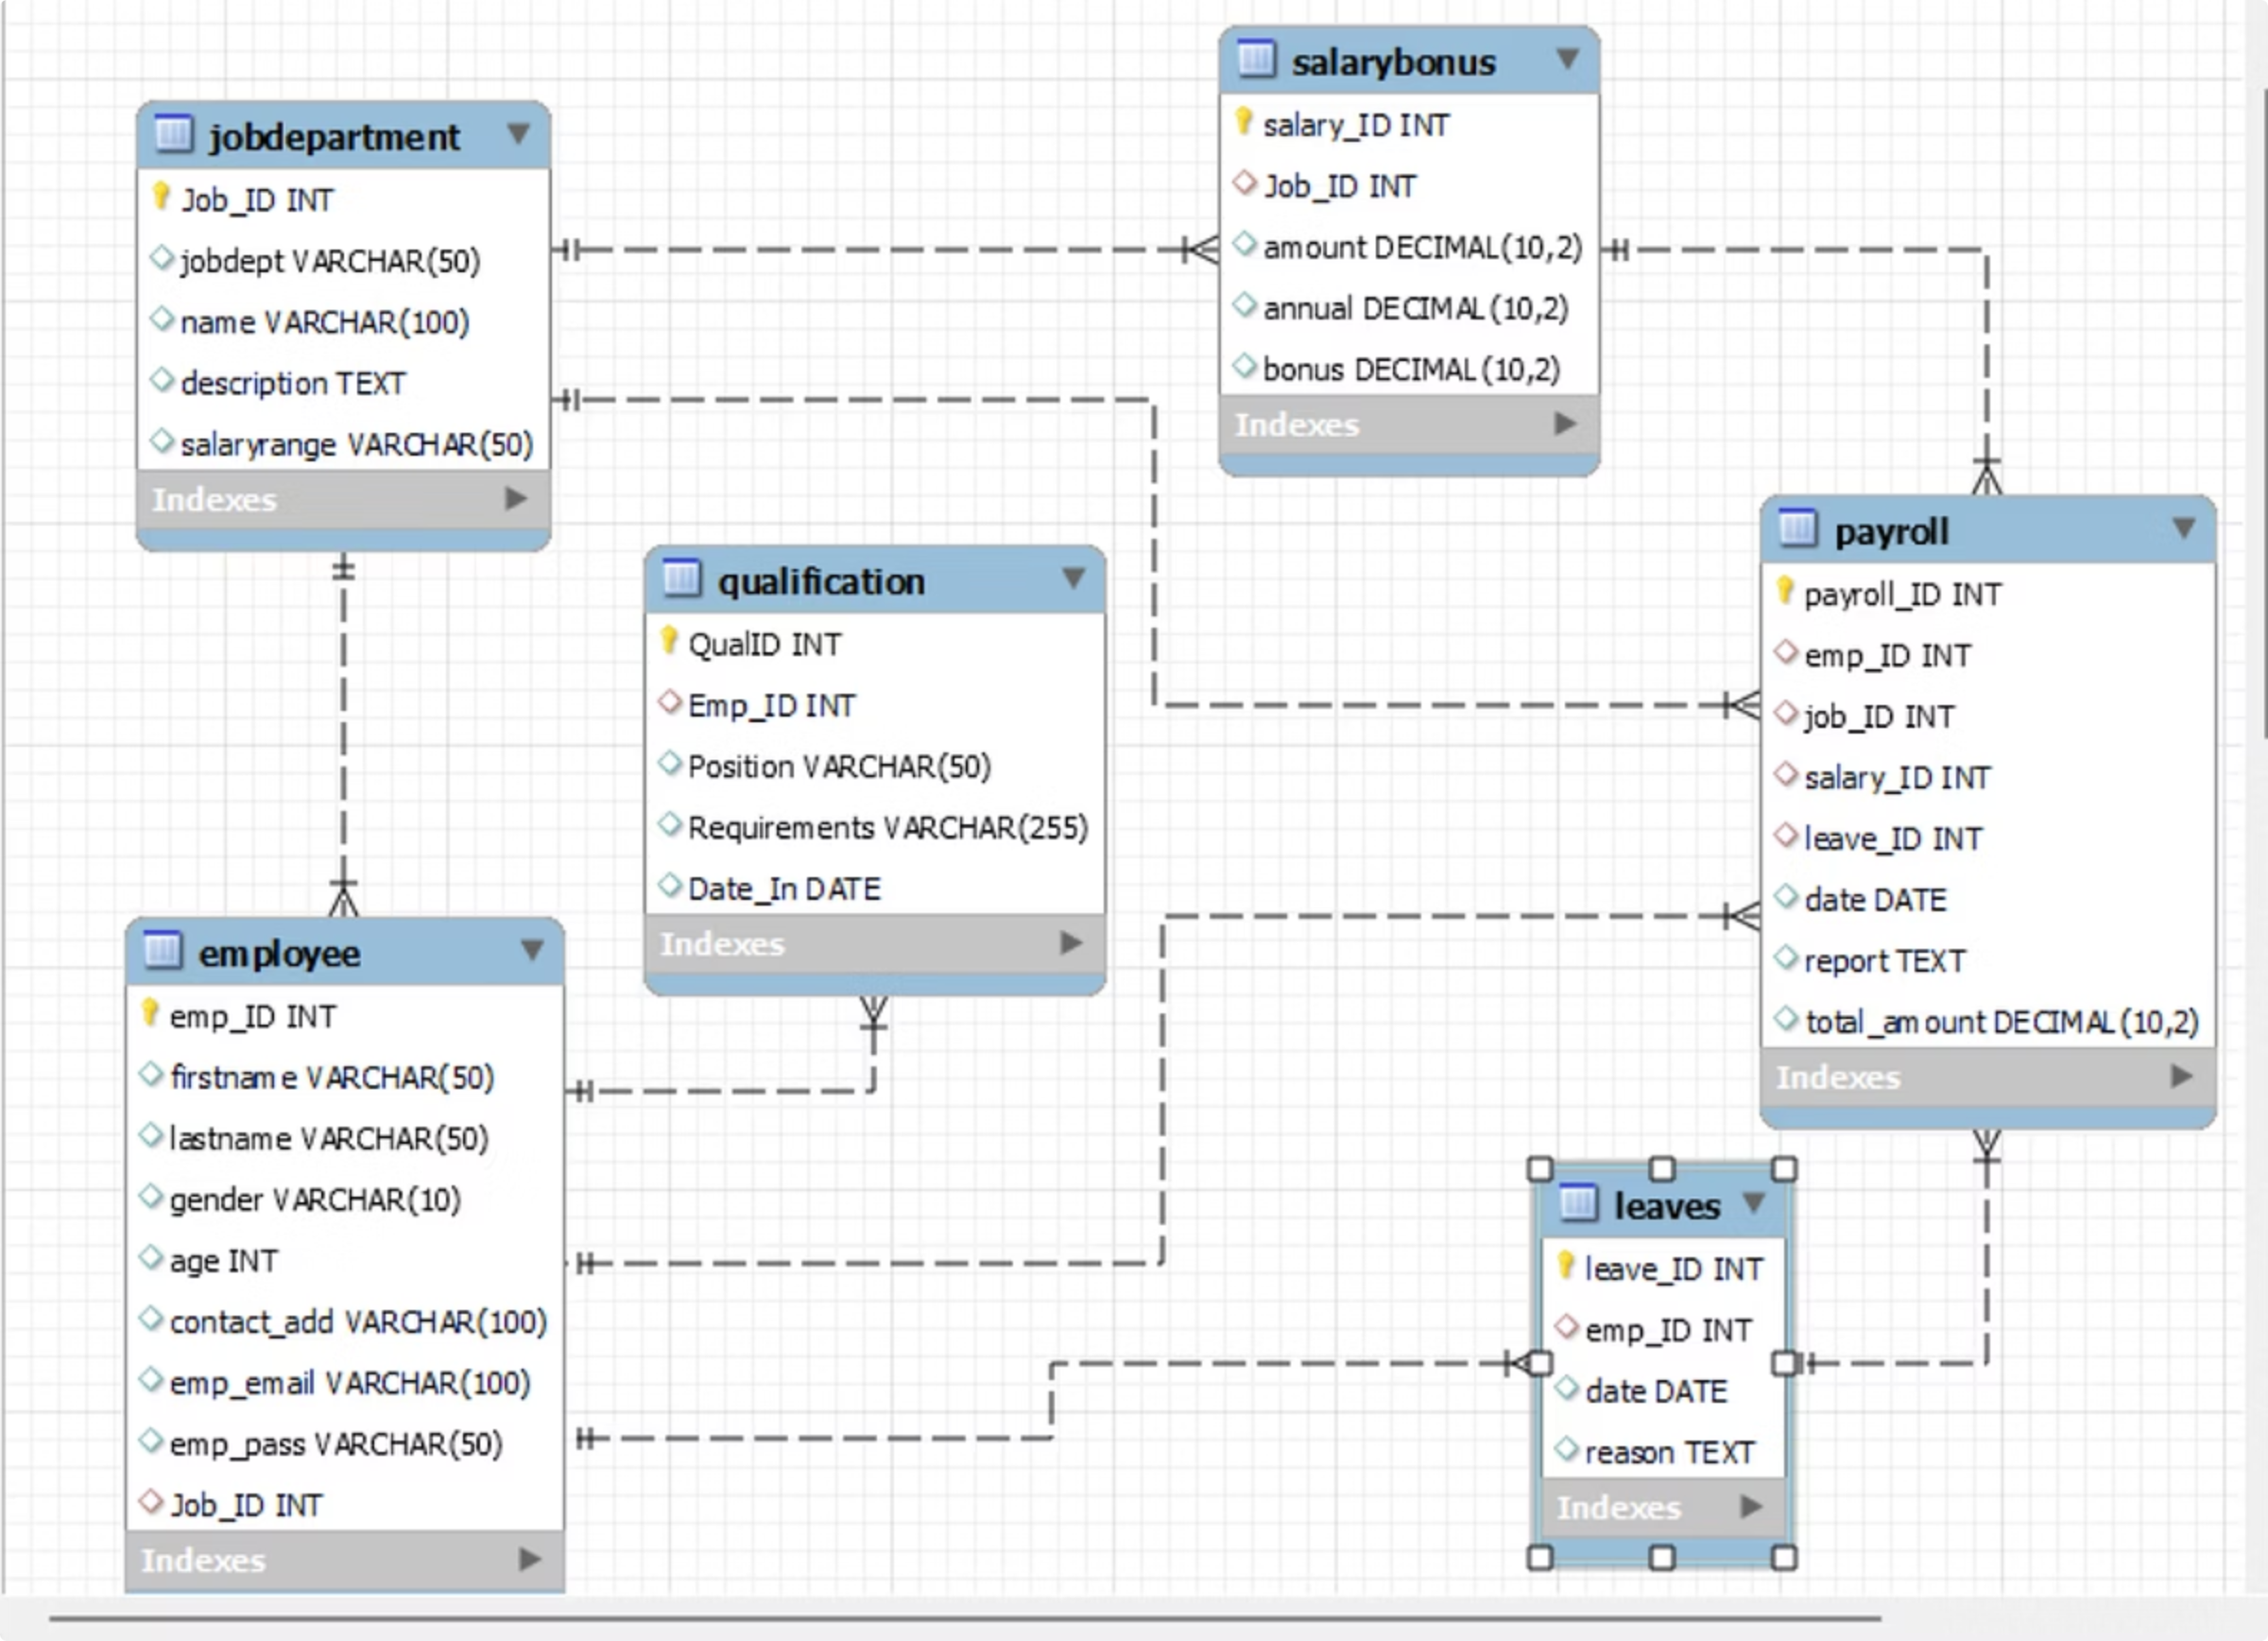 jobdepartment
Job_ID INT
jobdept VARCHAR(50)
name VARCHAR(100)
description TEXT
salaryrange VARCHAR(50)
Indexes
salarybonus
salary_ID INT
Job_ID INT
amount DECIMAL(10,2)
annual DECIMAL(10,2)
bonus DECIMAL(10,2)
Indexes
qualification
QualID INT
Emp_ID INT
Position VARCHAR(50)
Requirements VARCHAR(255)
Date_In DATE
Indexes
payroll
payroll_ID INT
emp_ID INT
job_ID INT
salary_ID INT
leave_ID INT
date DATE
report TEXT
total_amount DECIMAL(10,2)
Indexes
employee
emp_ID INT
firstname VARCHAR(50)
lastname VARCHAR(50)
gender VARCHAR(10)
age INT
contact_add VARCHAR(100)
emp_email VARCHAR(100)
emp_pass VARCHAR(50)
Job_ID INT
Indexes
leaves
leave_ID INT
emp_ID INT
date DATE
reason TEXT
Indexes